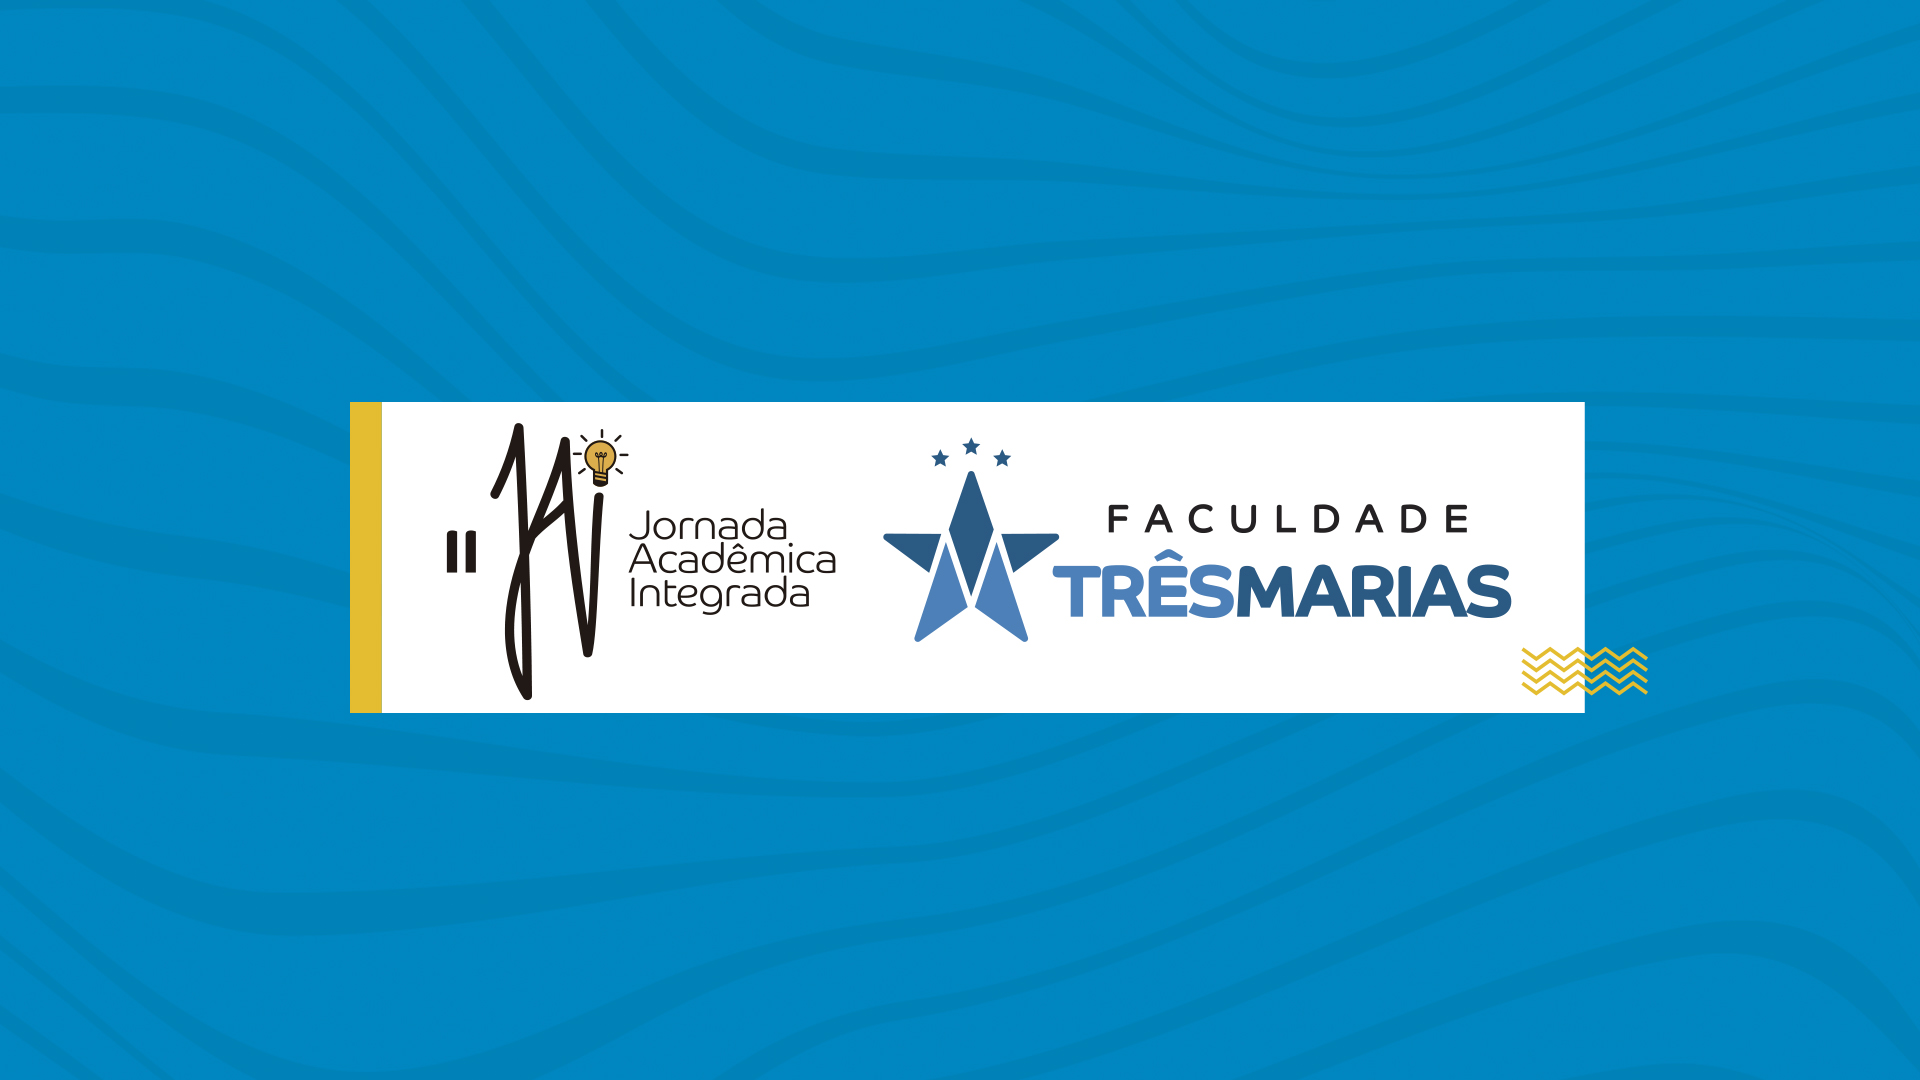 II JAi
Jornada
Acadêmica
Integrada
FACULDADE
TRÊSMARIAS